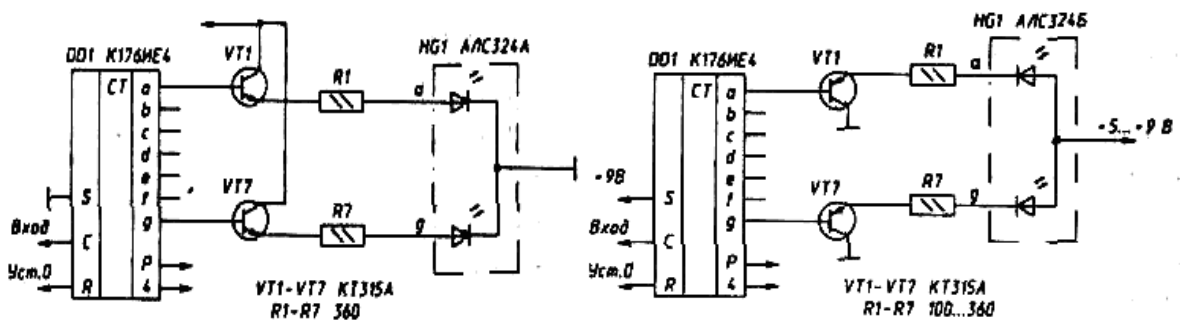 DD1 К176ИЕ4
CT
a
b
c
d
e
f
g
P
4
S
C
R
Вход
Уст.0
VT1
VT7
R1
R7
a
g
HG1 АЛС324А
VT1-VT7 КТ315А
R1-R7 360
DD1 К176ИЕ4
CT
a
b
c
d
e
f
g
P
4
S
C
R
-9В
Вход
Уст.0
VT1
VT7
R1
R7
a
g
HG1 АЛС324Б
-5...-9 В
VT1-VT7 КТ315А
R1-R7 100...360